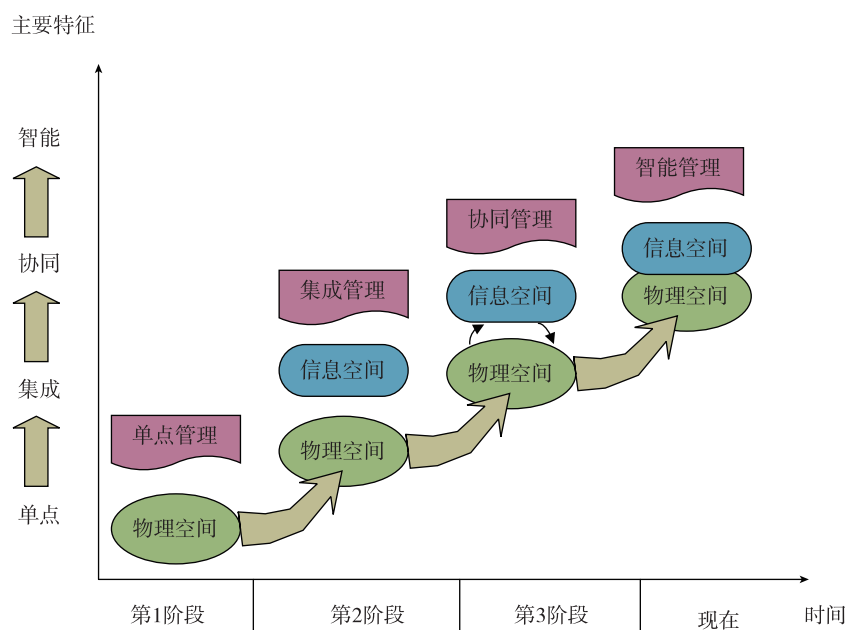 主要特征
智能
智能管理
协同管理
信息空间
协同
集成管理
信息空间
物理空间
信息空间
物理空间
集成
单点管理
物理空间
单点
物理空间
第1阶段
第2阶段
第3阶段
现在
时间